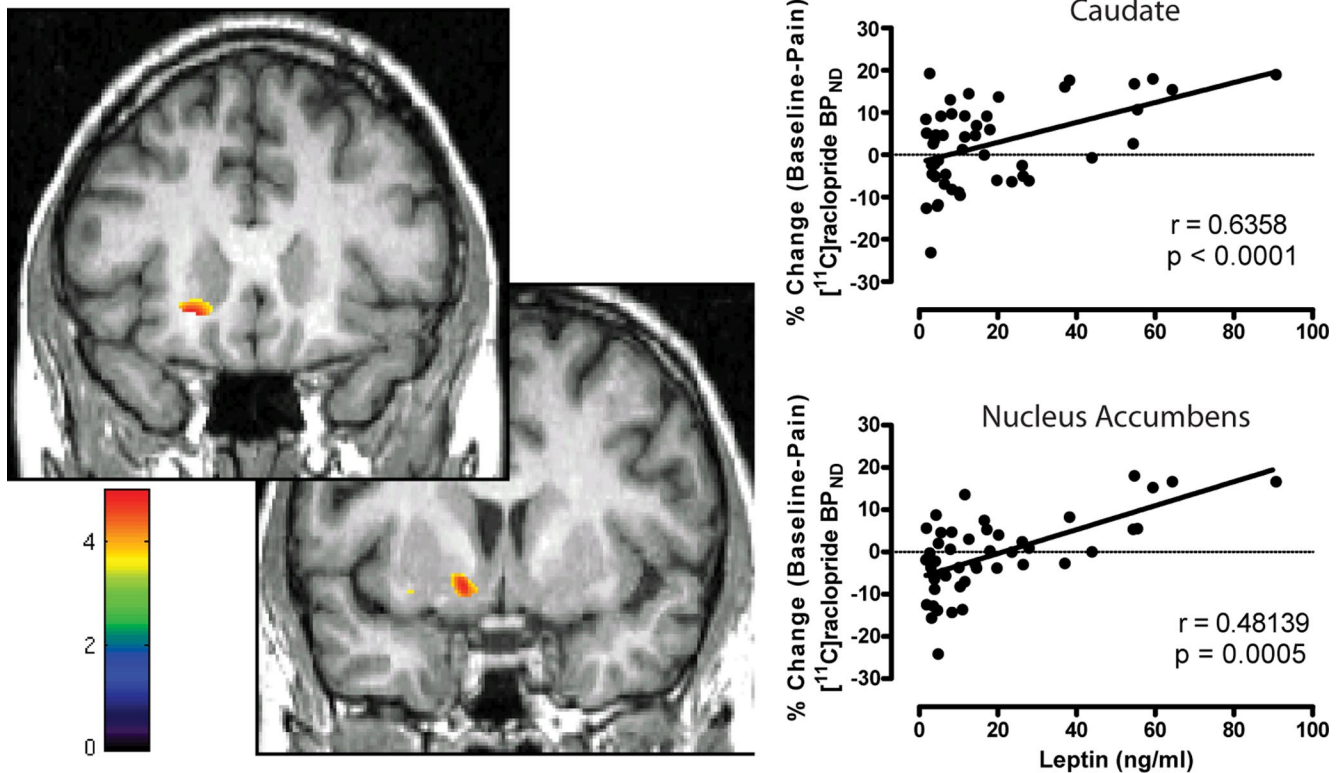 Caudate
% Change (Baseline-Pain)
[¹¹C]raclopride BP_ND
30
20
10
0
-10
-20
-30
r = 0.6358
p < 0.0001
0 20 40 60 80 100
Nucleus Accumbens
% Change (Baseline-Pain)
[¹¹C]raclopride BP_ND
30
20
10
0
-10
-20
-30
r = 0.48139
p = 0.0005
0 20 40 60 80 100
Leptin (ng/ml)
4
2
0